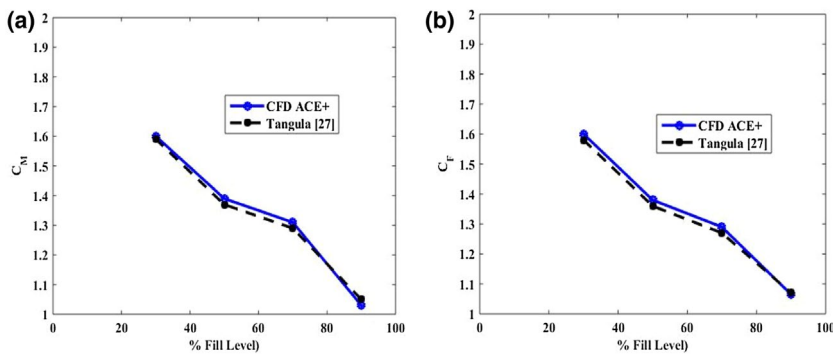 (a)
2
1.9
1.8
1.7
1.6
1.5
1.4
1.3
1.2
1.1
1
C_M
CFD ACE+
Tangula [27]
0 20 40 60 80 100
% Fill Level)
(b)
2
1.9
1.8
1.7
1.6
1.5
1.4
1.3
1.2
1.1
1
C_F
CFD ACE+
Tangula [27]
0 20 40 60 80 100
% Fill Level)